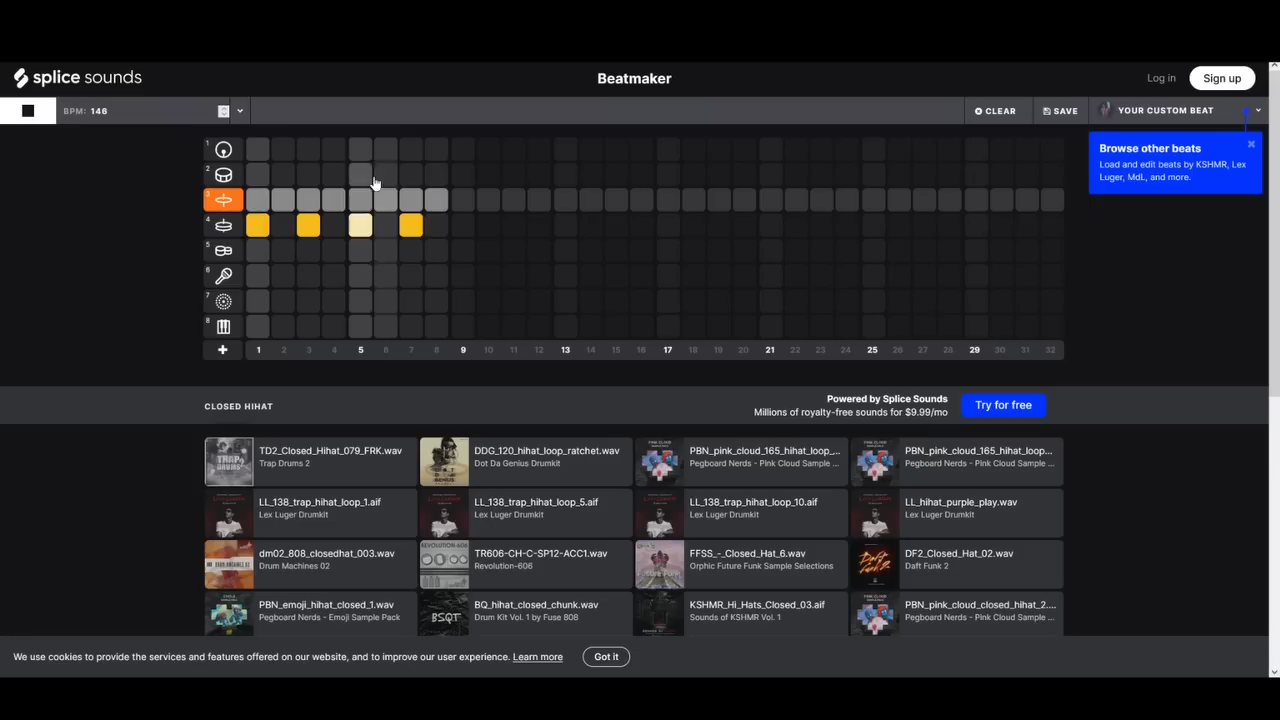 splice sounds
Beatmaker
Log in
Sign up
BPM: 146
CLEAR
SAVE
YOUR CUSTOM BEAT
Browse other beats
Load and edit beats by KSHMR, Lex
Luger, MdL, and more.
1
2
3
4
5
6
7
8
1 2 3 4 5 6 7 8 9 10 11 12 13 14 15 16 17 18 19 20 21 22 23 24 25 26 27 28 29 30 31 32
CLOSED HIHAT
Powered by Splice Sounds
Millions of royalty-free sounds for $9.99/mo
Try for free
TD2_Closed_Hihat_079_FRK.wav
Trap Drums 2
DDG_120_hihat_loop_ratchet.wav
Dot Da Genius Drumkit
PBN_pink_cloud_165_hihat_loop_...
Pegboard Nerds - Pink Cloud Sample ...
PBN_pink_cloud_165_hihat_loop...
Pegboard Nerds - Pink Cloud Sample ...
LL_138_trap_hihat_loop_1.aif
Lex Luger Drumkit
LL_138_trap_hihat_loop_5.aif
Lex Luger Drumkit
LL_138_trap_hihat_loop_10.aif
Lex Luger Drumkit
LL_hihat_purple_play.wav
Lex Luger Drumkit
dm02_808_closedhat_003.wav
Drum Machines 02
TR606-CH-C-SP12-ACC1.wav
Revolution-606
FFSS_-_Closed_Hat_6.wav
Orphic Future Funk Sample Selections
DF2_Closed_Hat_02.wav
Daft Funk 2
PBN_emoji_hihat_closed_1.wav
Pegboard Nerds - Emoji Sample Pack
BQ_hihat_closed_chunk.wav
Drum Kit Vol. 1 by Fuse 808
KSHMR_Hi_Hats_Closed_03.aif
Sounds of KSHMR Vol. 1
PBN_pink_cloud_closed_hihat_2....
Pegboard Nerds - Pink Cloud Sample ...
TRAP
DRUMS
REVOLUTION-606
BSQT
We use cookies to provide the services and features offered on our website, and to improve our user experience. Learn more
Got it